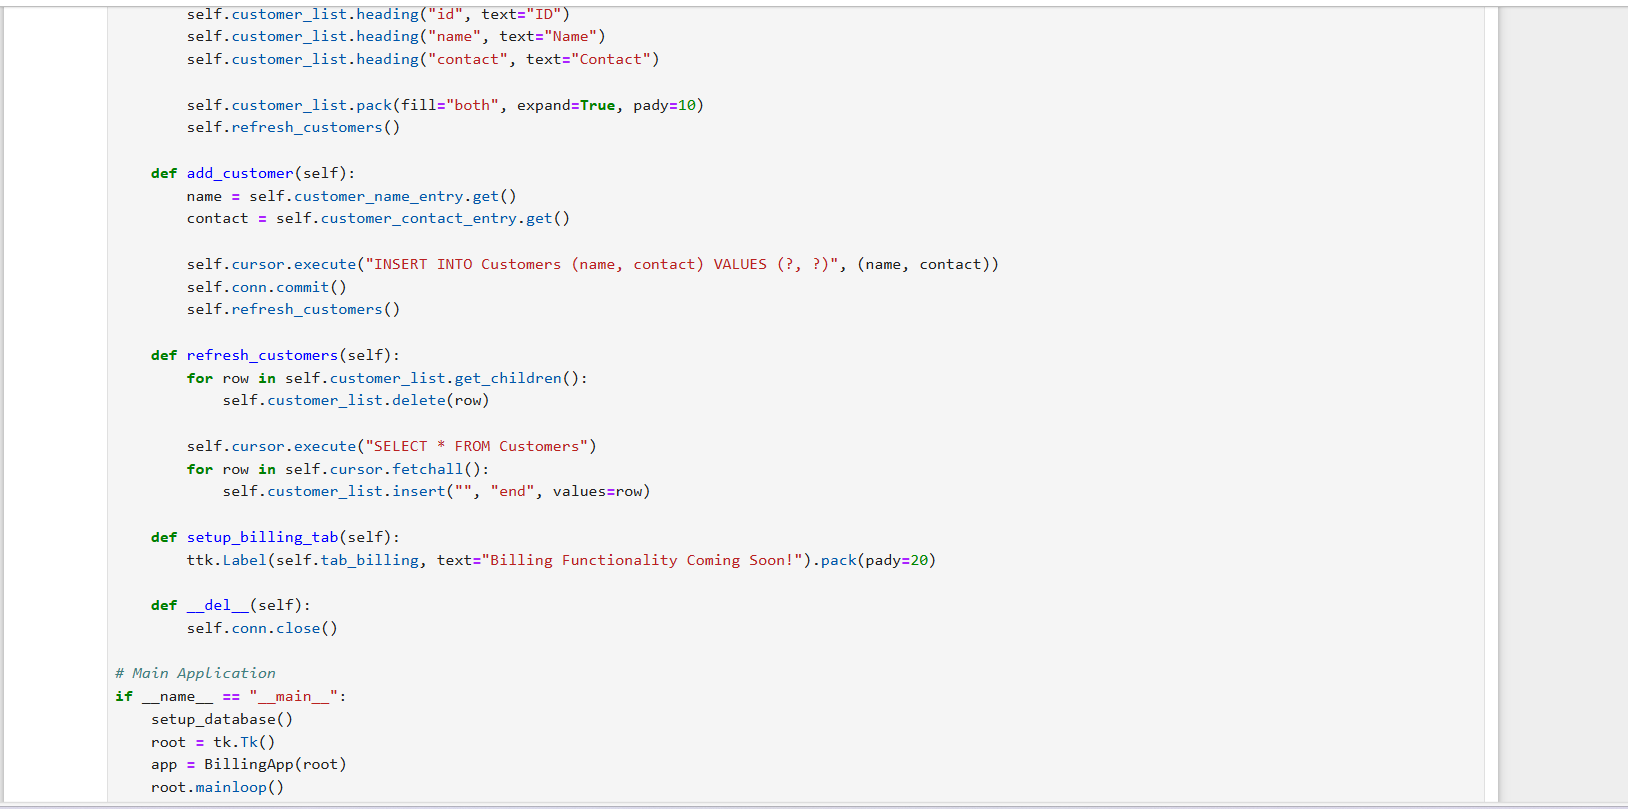 self.customer_list.heading("id", text="ID")
self.customer_list.heading("name", text="Name")
self.customer_list.heading("contact", text="Contact")
self.customer_list.pack(fill="both", expand=True, pady=10)
self.refresh_customers()
def add_customer(self):
name = self.customer_name_entry.get()
contact = self.customer_contact_entry.get()
self.cursor.execute("INSERT INTO Customers (name, contact) VALUES (?, ?)", (name, contact))
self.conn.commit()
self.refresh_customers()
def refresh_customers(self):
for row in self.customer_list.get_children():
self.customer_list.delete(row)
self.cursor.execute("SELECT * FROM Customers")
for row in self.cursor.fetchall():
self.customer_list.insert("", "end", values=row)
def setup_billing_tab(self):
ttk.Label(self.tab_billing, text="Billing Functionality Coming Soon!").pack(pady=20)
def __del__(self):
self.conn.close()
# Main Application
if __name__ == "__main__":
setup_database()
root = tk.Tk()
app = BillingApp(root)
root.mainloop()